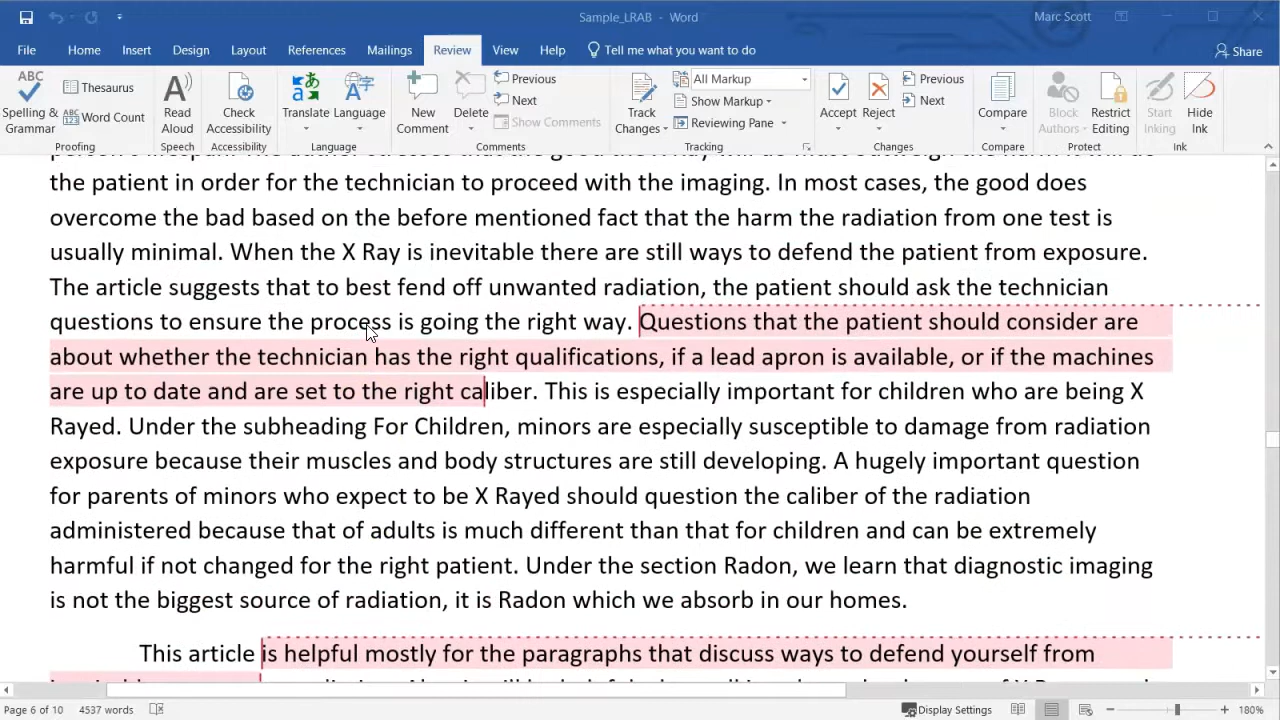 Sample_LRAB - Word
Marc Scott
File Home Insert Design Layout References Mailings Review View Help Tell me what you want to do Share
ABC Spelling & Grammar
Thesaurus
ABC 123 Word Count
Read Aloud
Check Accessibility
Translate
Language
New Comment
Delete
Previous
Next
Show Comments
Track Changes
All Markup
Show Markup
Reviewing Pane
Accept
Reject
Previous
Next
Compare
Block Authors
Restrict Editing
Start Inking
Hide Ink
Proofing Speech Accessibility Language Comments Tracking Changes Compare Protect Ink
the patient in order for the technician to proceed with the imaging. In most cases, the good does
overcome the bad based on the before mentioned fact that the harm the radiation from one test is
usually minimal. When the X Ray is inevitable there are still ways to defend the patient from exposure.
The article suggests that to best fend off unwanted radiation, the patient should ask the technician
questions to ensure the process is going the right way. Questions that the patient should consider are
about whether the technician has the right qualifications, if a lead apron is available, or if the machines
are up to date and are set to the right caliber. This is especially important for children who are being X
Rayed. Under the subheading For Children, minors are especially susceptible to damage from radiation
exposure because their muscles and body structures are still developing. A hugely important question
for parents of minors who expect to be X Rayed should question the caliber of the radiation
administered because that of adults is much different than that for children and can be extremely
harmful if not changed for the right patient. Under the section Radon, we learn that diagnostic imaging
is not the biggest source of radiation, it is Radon which we absorb in our homes.
This article is helpful mostly for the paragraphs that discuss ways to defend yourself from
Page 6 of 10 4537 words Display Settings 180%